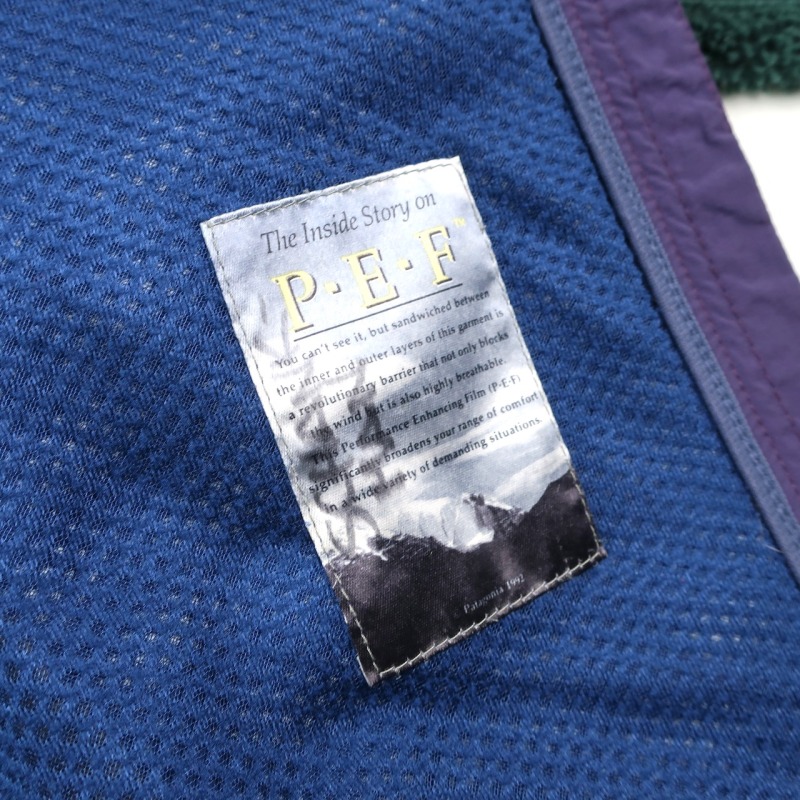 The Inside Story on
P·E·F™
You can't see it, but sandwiched between
the inner and outer layers of this garment is
a revolutionary barrier that not only blocks
the wind but is also highly breathable.
This Performance Enhancing Film (P·E·F)
significantly broadens your range of comfort
in a wide variety of demanding situations.
© Patagonia 1992